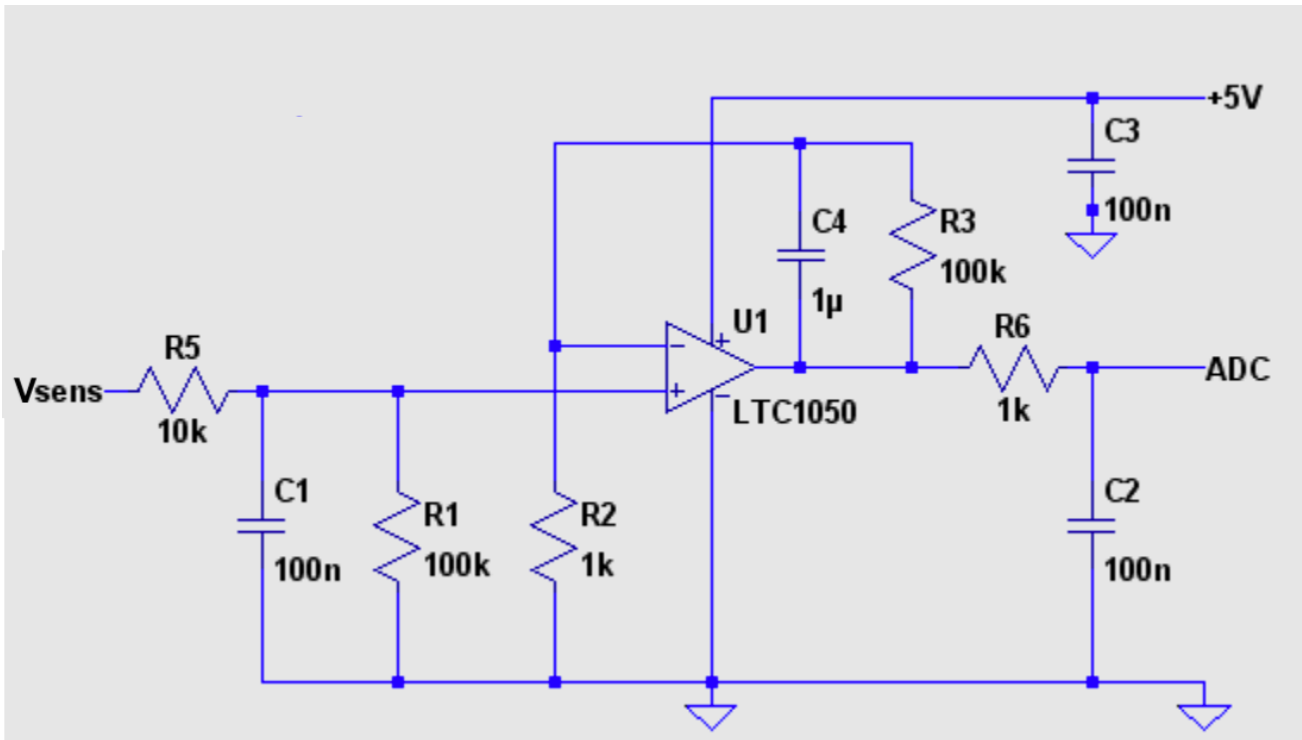 +5V
C3
100n
C4
1µ
R3
100k
U1
+
−
+
−
LTC1050
R6
1k
ADC
R5
Vsens
10k
C1
100n
R1
100k
R2
1k
C2
100n